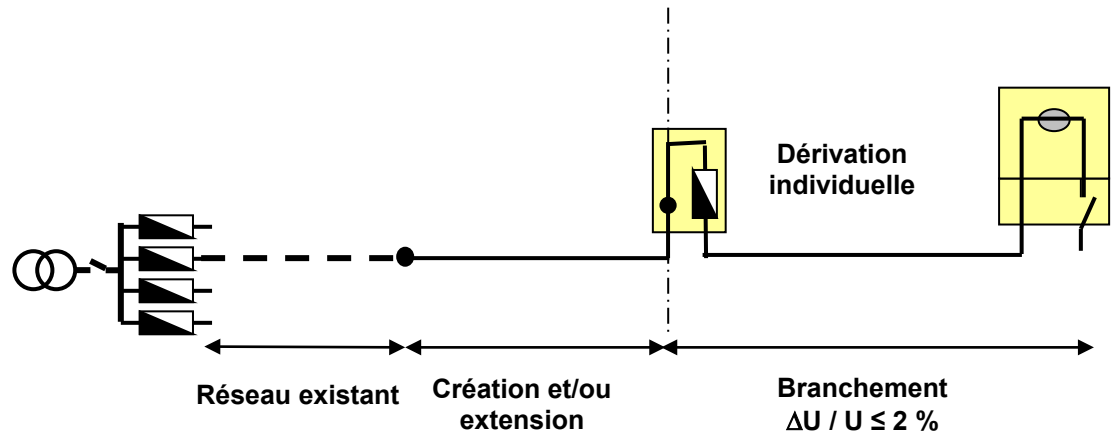 Dérivation
individuelle
Réseau existant
Création et/ou
extension
Branchement
ΔU / U ≤ 2 %